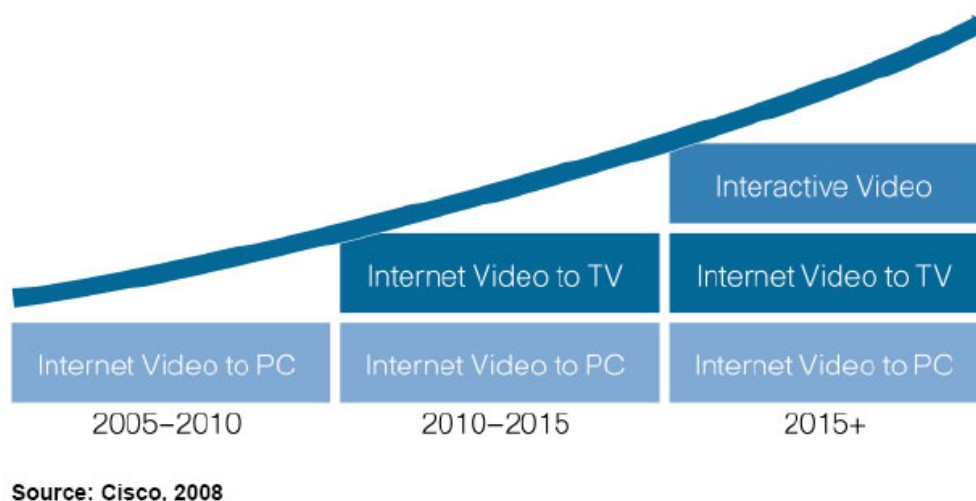 Interactive Video
Internet Video to TV
Internet Video to TV
Internet Video to PC
Internet Video to PC
Internet Video to PC
2005–2010
2010–2015
2015+
Source: Cisco, 2008